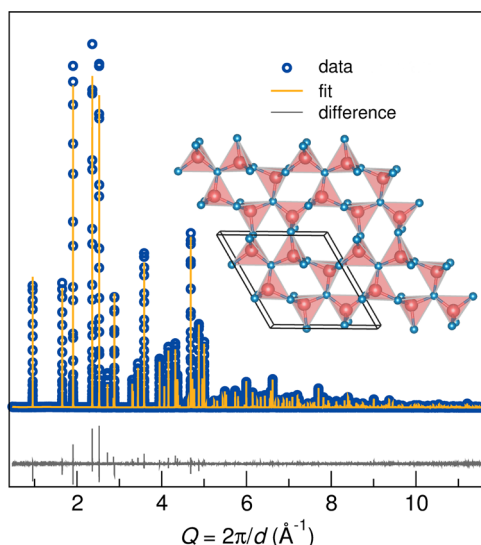 data
fit
difference
2 4 6 8 10
Q = 2π/d (Å⁻¹)